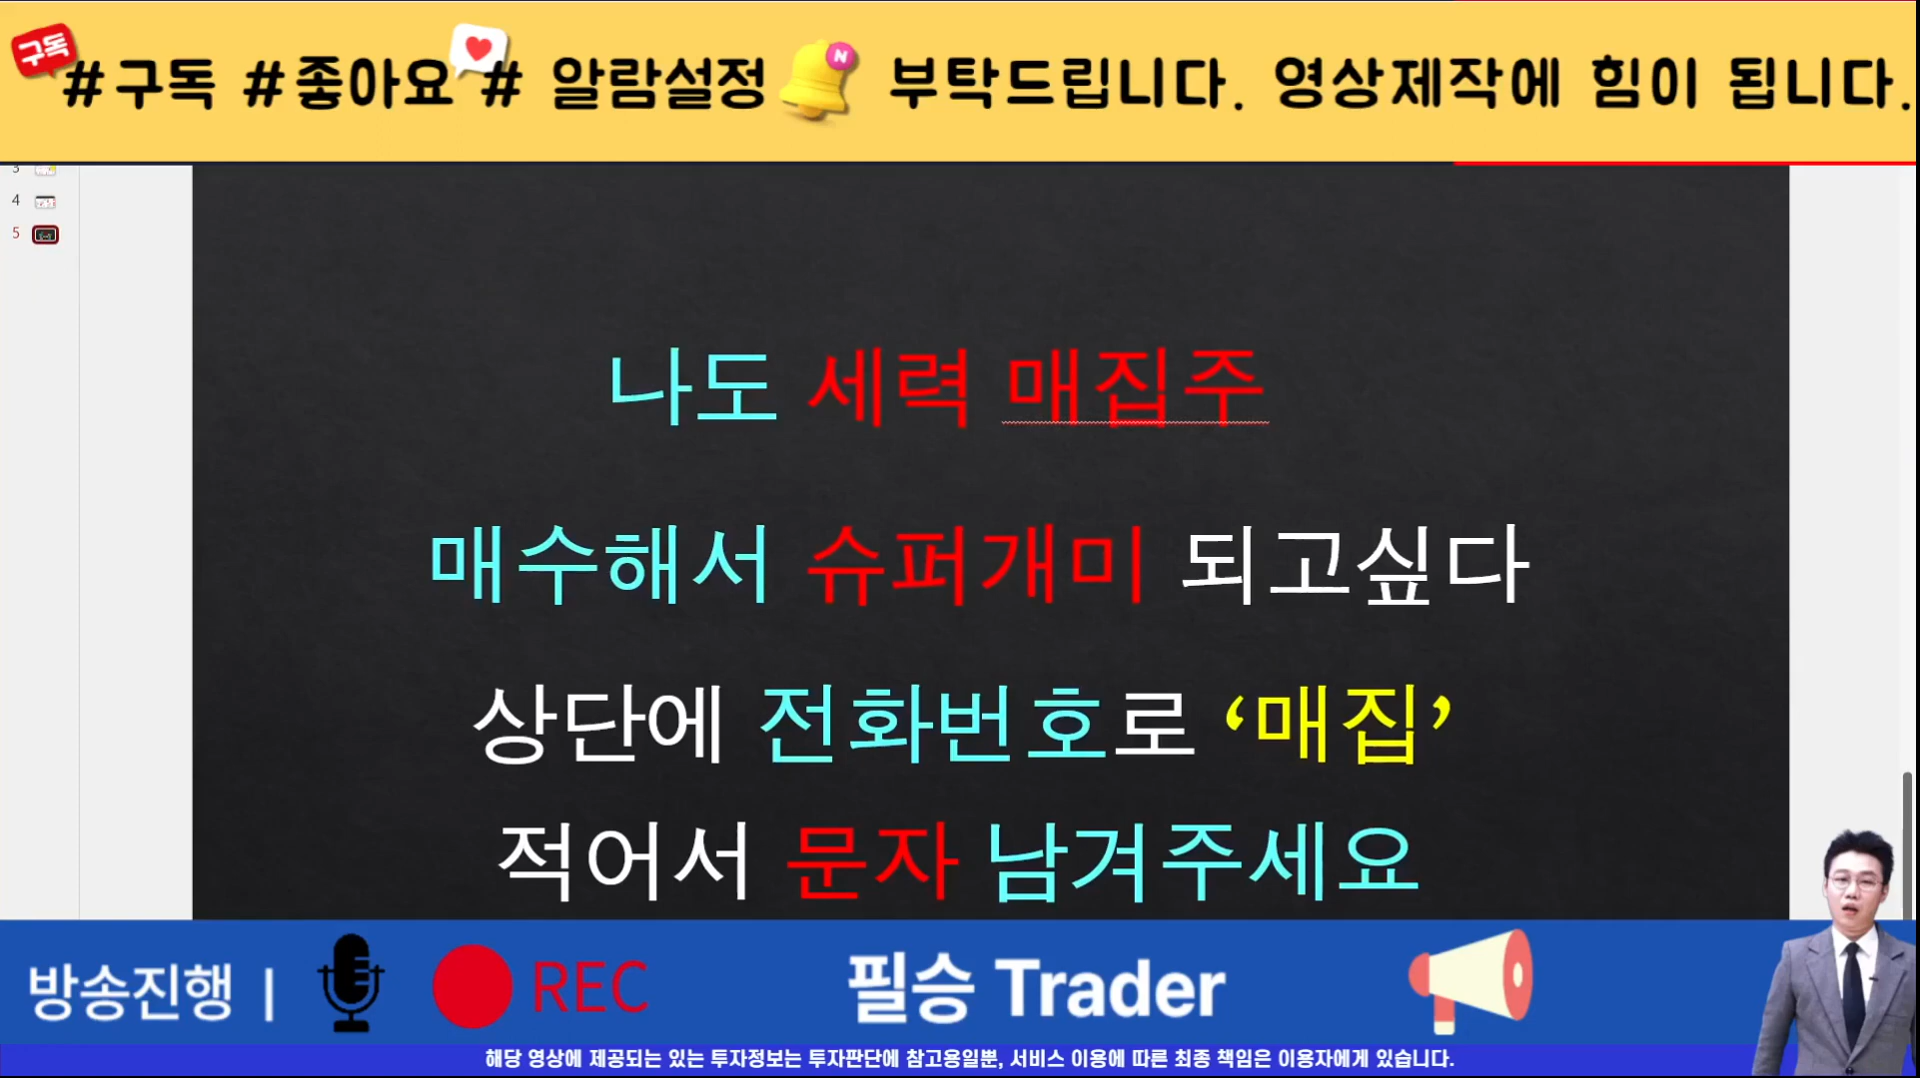 구독
#구독 #좋아요 # 알람설정 N 부탁드립니다. 영상제작에 힘이 됩니다.
3
4
5
나도 세력 매집주
매수해서 슈퍼개미 되고싶다
상단에 전화번호로 ‘매집’
적어서 문자 남겨주세요
방송진행 | REC 필승 Trader
해당 영상에 제공되는 있는 투자정보는 투자판단에 참고용일뿐, 서비스 이용에 따른 최종 책임은 이용자에게 있습니다.